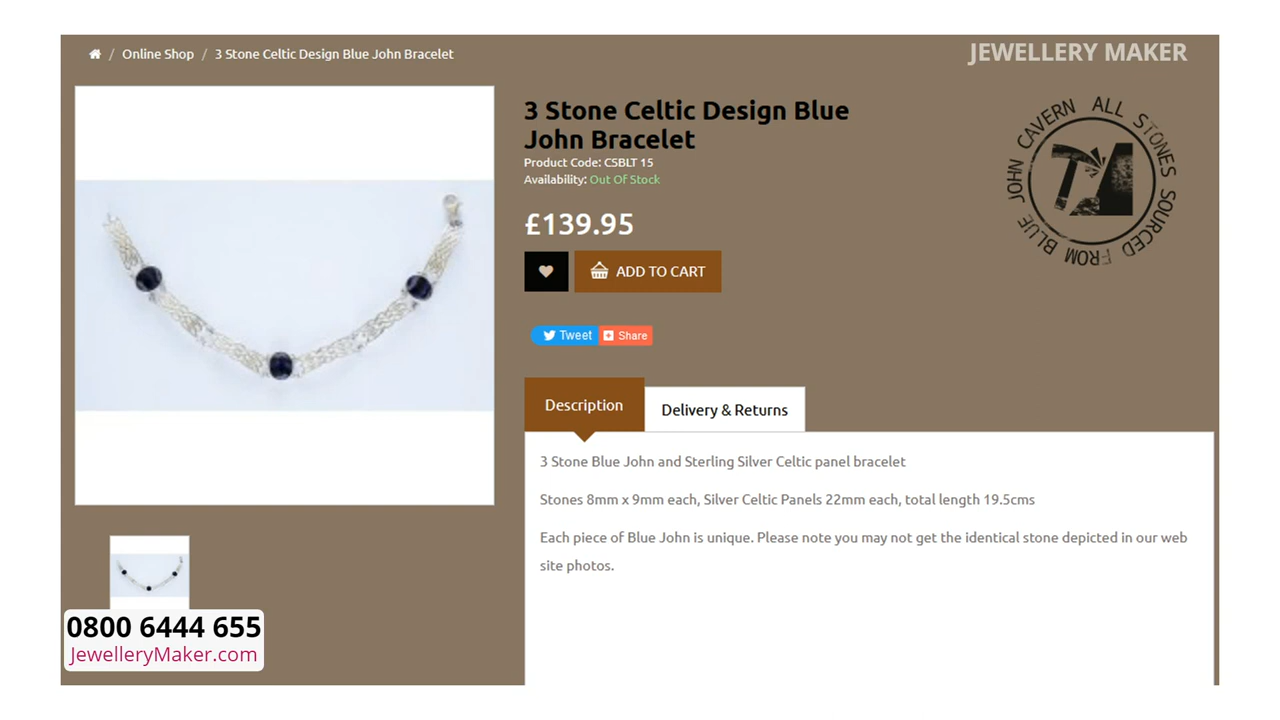 / Online Shop / 3 Stone Celtic Design Blue John Bracelet
JEWELLERY MAKER
3 Stone Celtic Design Blue
John Bracelet
Product Code: CSBLT 15
Availability: Out Of Stock
£139.95
ADD TO CART
Tweet Share
BLUE JOHN CAVERN ALL STONES SOURCED FROM
Description
Delivery & Returns
3 Stone Blue John and Sterling Silver Celtic panel bracelet
Stones 8mm x 9mm each, Silver Celtic Panels 22mm each, total length 19.5cms
Each piece of Blue John is unique. Please note you may not get the identical stone depicted in our web
site photos.
0800 6444 655
JewelleryMaker.com